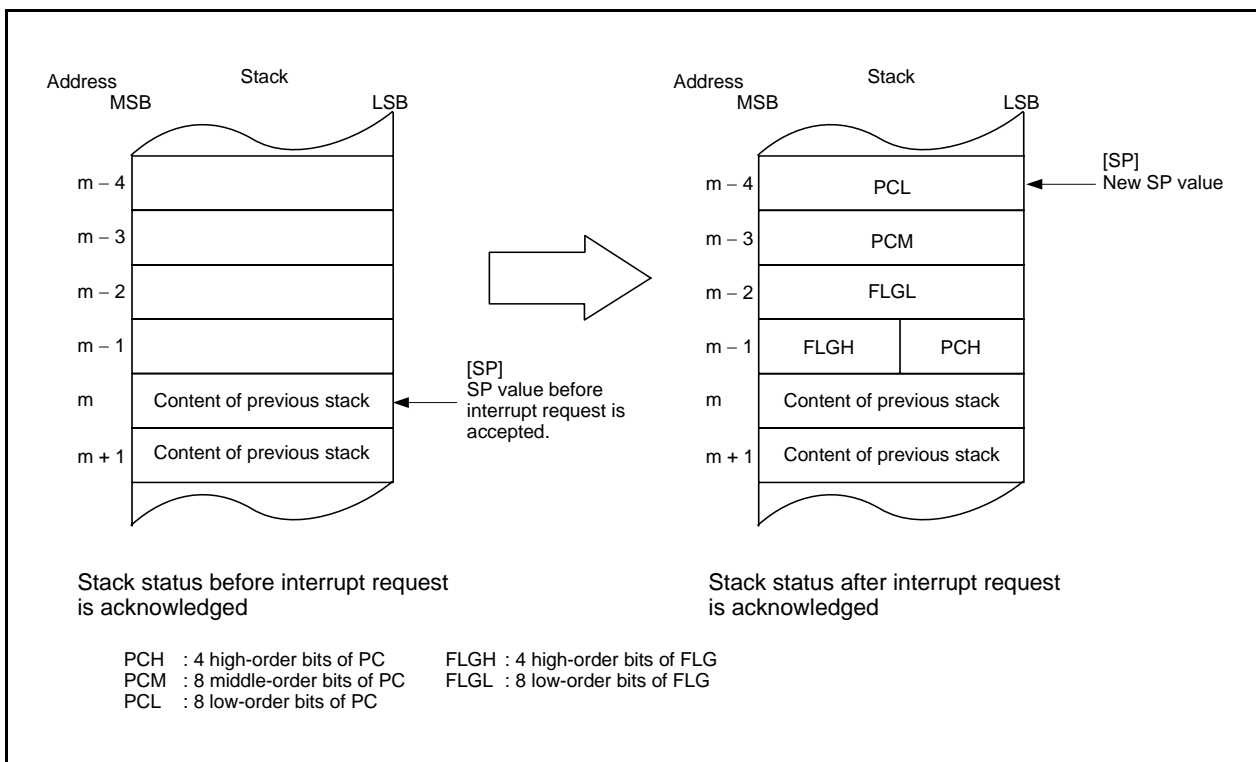 Stack
Address
MSB LSB
m – 4
m – 3
m – 2
m – 1
m Content of previous stack
m + 1 Content of previous stack
[SP]
SP value before
interrupt request is
accepted.
Stack status before interrupt request
is acknowledged
Stack
Address
MSB LSB
m – 4 PCL
m – 3 PCM
m – 2 FLGL
m – 1 FLGH PCH
m Content of previous stack
m + 1 Content of previous stack
[SP]
New SP value
Stack status after interrupt request
is acknowledged
PCH : 4 high-order bits of PC
PCM : 8 middle-order bits of PC
PCL : 8 low-order bits of PC
FLGH : 4 high-order bits of FLG
FLGL : 8 low-order bits of FLG